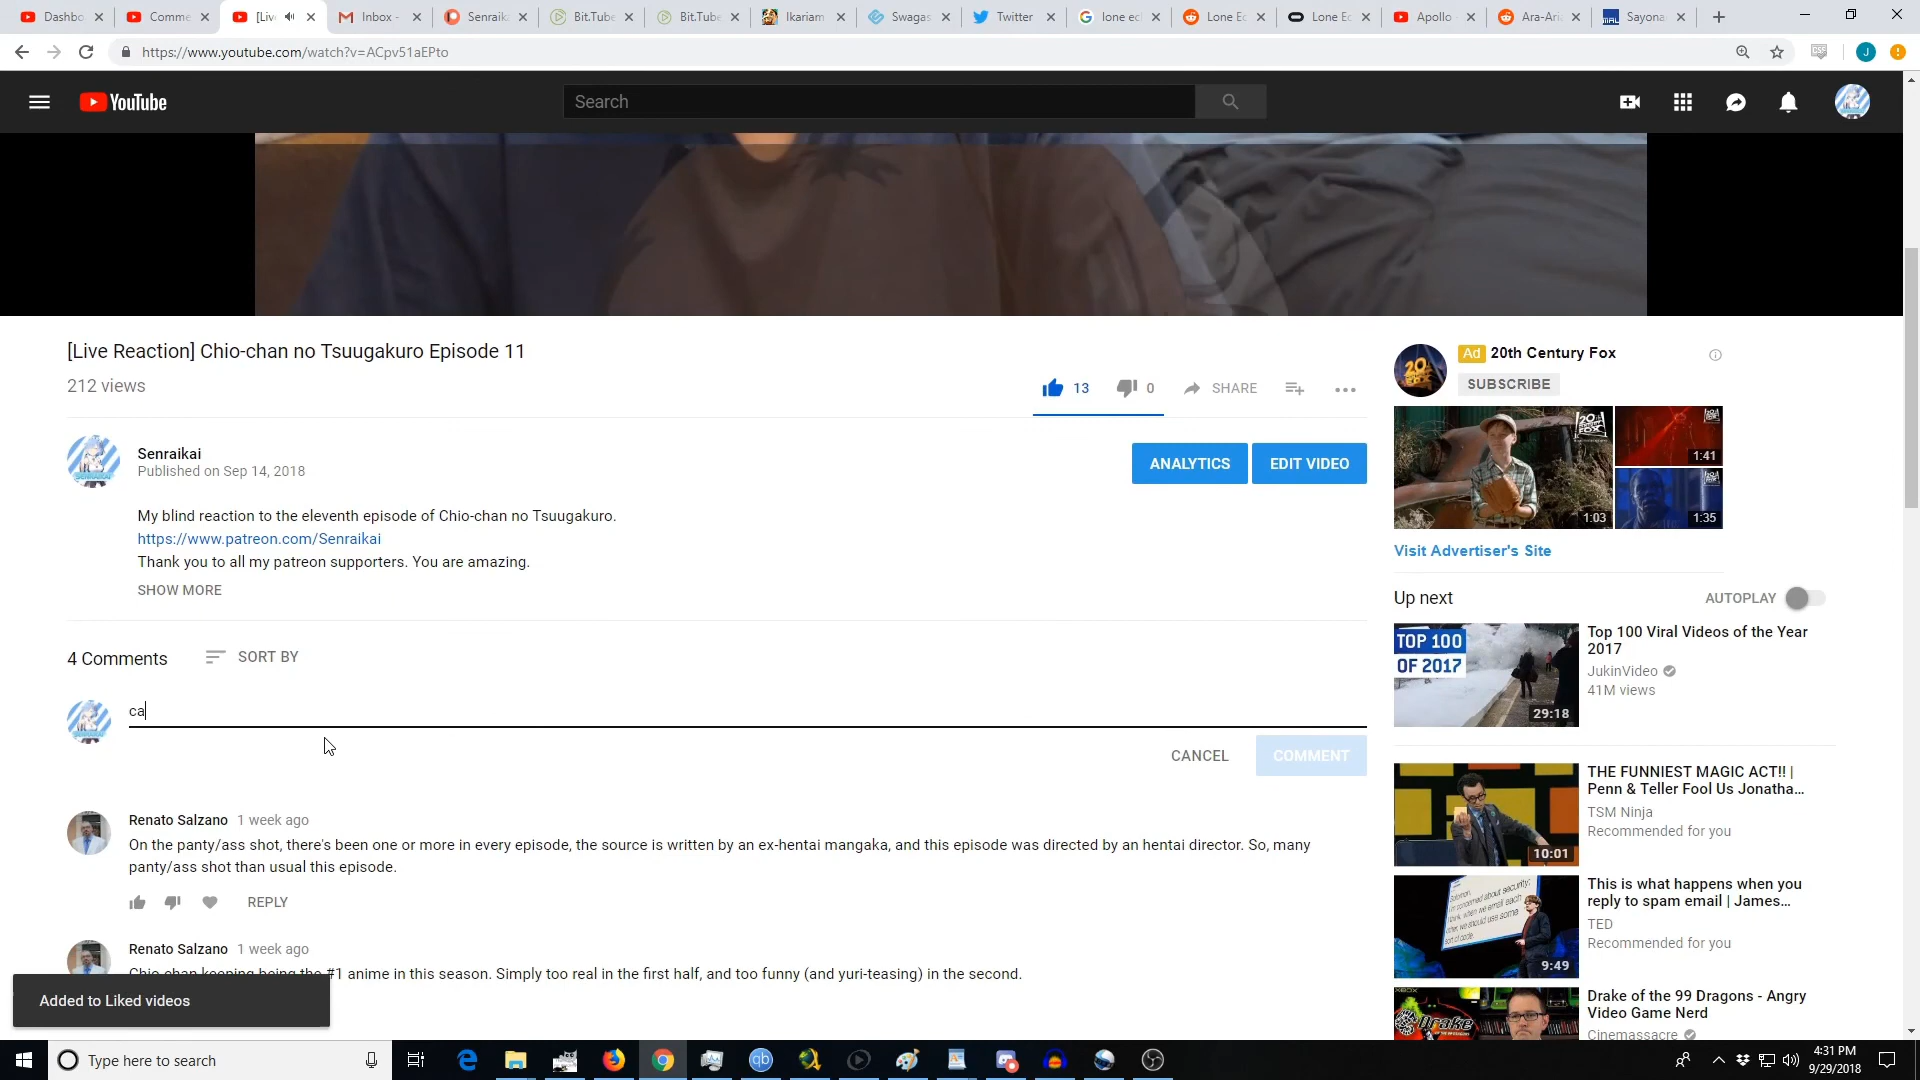 Dashbo
Comme
[Liv
Inbox -
Senraik
Bit.Tube
Bit.Tube
Ikariam
Swagas
Twitter
lone ec
Lone Ec
Lone Ec
Apollo
Ara-Ari
Sayona
https://www.youtube.com/watch?v=ACpv51aEPto
YouTube
Search
[Live Reaction] Chio-chan no Tsuugakuro Episode 11
212 views
13
0
SHARE
Senraikai
Published on Sep 14, 2018
ANALYTICS
EDIT VIDEO
My blind reaction to the eleventh episode of Chio-chan no Tsuugakuro.
https://www.patreon.com/Senraikai
Thank you to all my patreon supporters. You are amazing.
SHOW MORE
4 Comments
SORT BY
ca
CANCEL
COMMENT
Renato Salzano 1 week ago
On the panty/ass shot, there's been one or more in every episode, the source is written by an ex-hentai mangaka, and this episode was directed by an hentai director. So, many
panty/ass shot than usual this episode.
REPLY
Renato Salzano 1 week ago
Chio-chan keeping being the #1 anime in this season. Simply too real in the first half, and too funny (and yuri-teasing) in the second.
Added to Liked videos
Ad 20th Century Fox
SUBSCRIBE
1:03
1:41
1:35
Visit Advertiser's Site
Up next
AUTOPLAY
TOP 100
OF 2017
29:18
Top 100 Viral Videos of the Year
2017
JukinVideo
41M views
10:01
THE FUNNIEST MAGIC ACT!! |
Penn & Teller Fool Us Jonatha...
TSM Ninja
Recommended for you
9:49
This is what happens when you
reply to spam email | James...
TED
Recommended for you
Drake of the 99 Dragons - Angry
Video Game Nerd
Cinemassacre
Type here to search
4:31 PM
9/29/2018